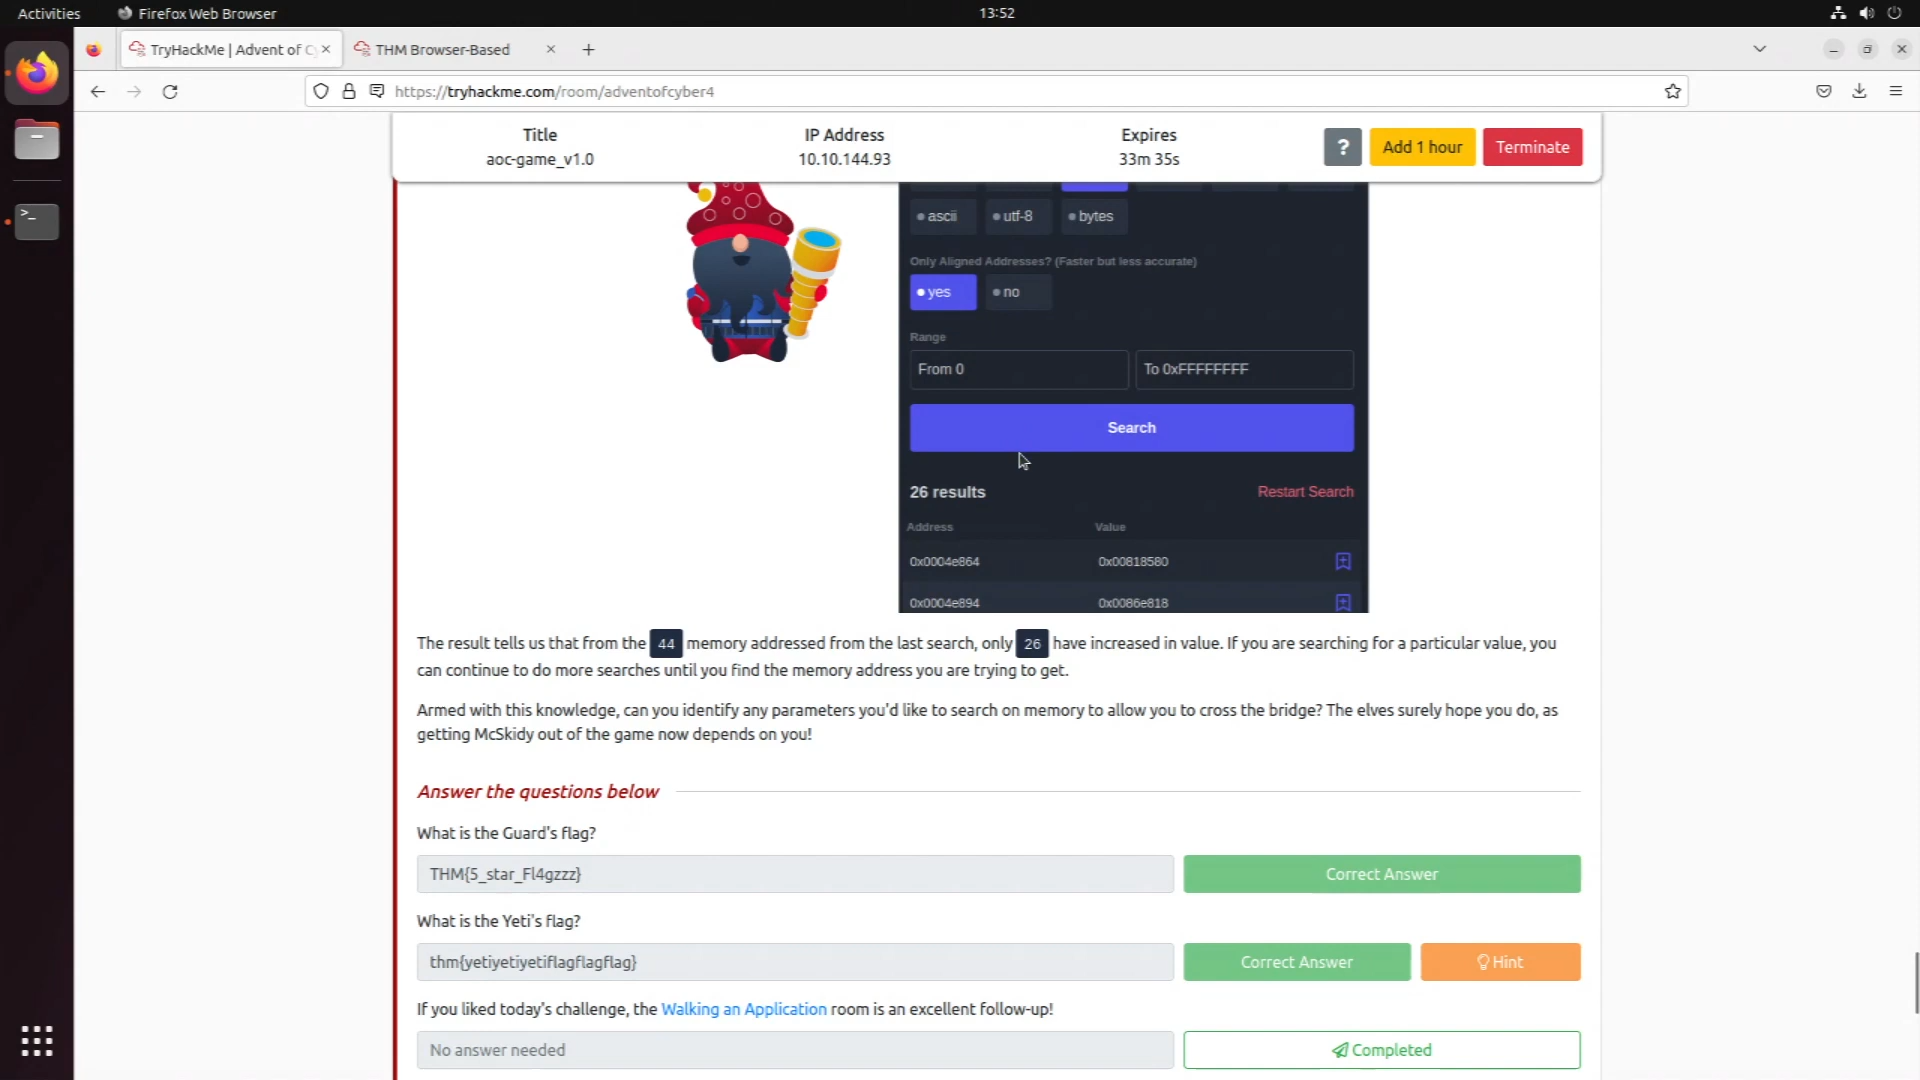 Activities
Firefox Web Browser
13:52
TryHackMe | Advent of Cy
THM Browser-Based
https://tryhackme.com/room/adventofcyber4
Title
IP Address
Expires
aoc-game_v1.0
10.10.144.93
33m 35s
?
Add 1 hour
Terminate
ascii
utf-8
bytes
Only Aligned Addresses? (Faster but less accurate)
yes
no
Range
From 0
To 0xFFFFFFFF
Search
26 results
Restart Search
Address
Value
0x0004e864
0x00818580
0x0004e894
0x0086e818
The result tells us that from the 44 memory addressed from the last search, only 26 have increased in value. If you are searching for a particular value, you
can continue to do more searches until you find the memory address you are trying to get.
Armed with this knowledge, can you identify any parameters you'd like to search on memory to allow you to cross the bridge? The elves surely hope you do, as
getting McSkidy out of the game now depends on you!
Answer the questions below
What is the Guard's flag?
THM{5_star_Fl4gzzz}
Correct Answer
What is the Yeti's flag?
thm{yetiyetiyetiflagflagflag}
Correct Answer
Hint
If you liked today's challenge, the Walking an Application room is an excellent follow-up!
No answer needed
Completed